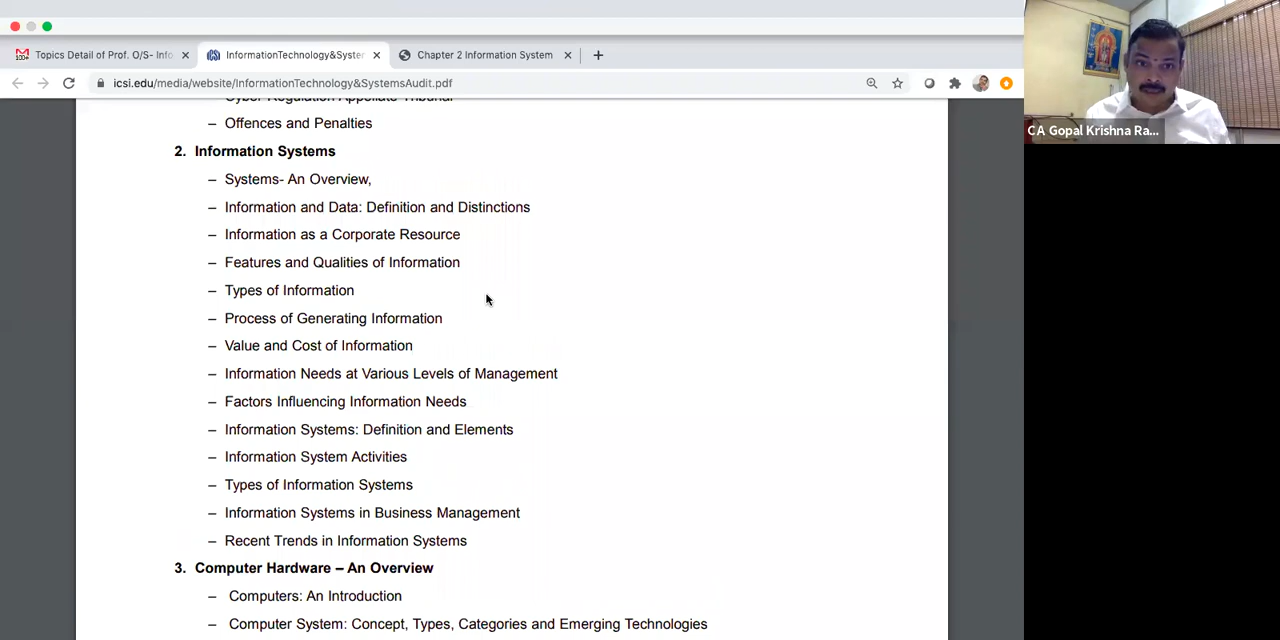 Topics Detail of Prof. O/S- Info
InformationTechnology&Syster
Chapter 2 Information System
icsi.edu/media/website/InformationTechnology&SystemsAudit.pdf
Cyber Regulation Appellate Tribunal
– Offences and Penalties
2. Information Systems
– Systems- An Overview,
– Information and Data: Definition and Distinctions
– Information as a Corporate Resource
– Features and Qualities of Information
– Types of Information
– Process of Generating Information
– Value and Cost of Information
– Information Needs at Various Levels of Management
– Factors Influencing Information Needs
– Information Systems: Definition and Elements
– Information System Activities
– Types of Information Systems
– Information Systems in Business Management
– Recent Trends in Information Systems
3. Computer Hardware – An Overview
– Computers: An Introduction
– Computer System: Concept, Types, Categories and Emerging Technologies
CA Gopal Krishna Ra...